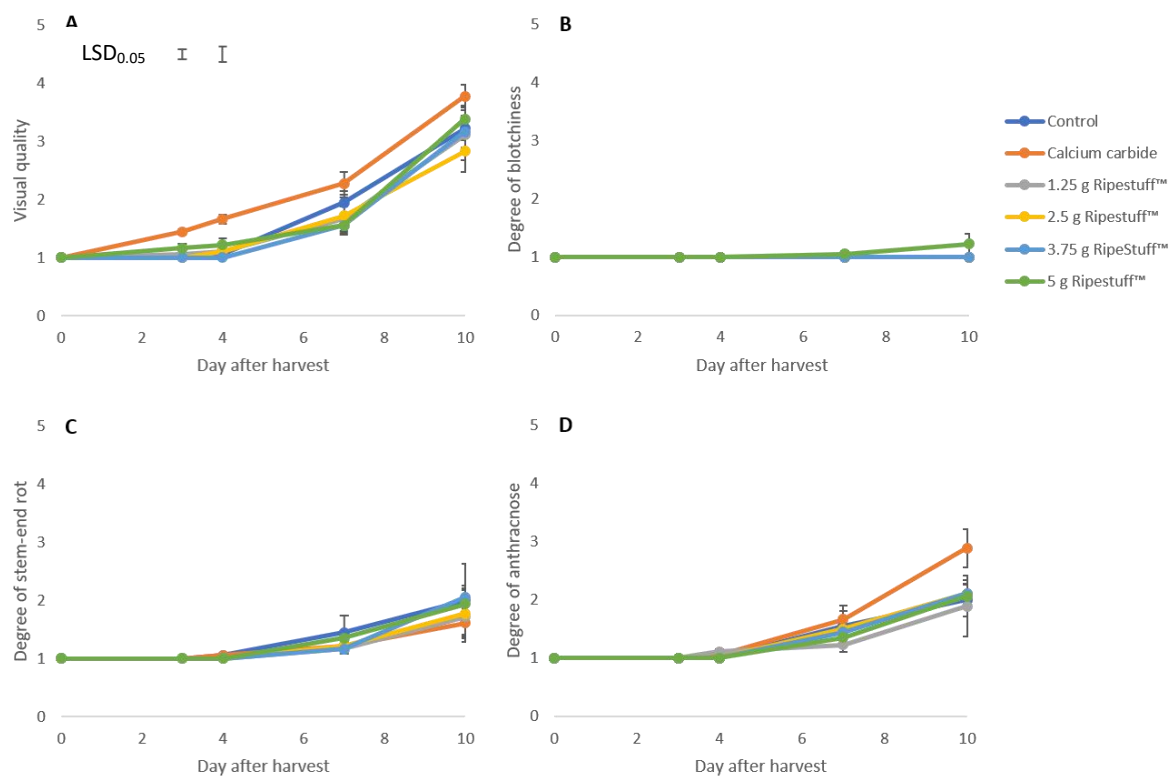 A
LSD0.05
5
4
3
2
1
0
Visual quality
0 2 4 6 8 10
Day after harvest
B
5
4
3
2
1
0
Degree of blotchiness
0 2 4 6 8 10
Day after harvest
Control
Calcium carbide
1.25 g Ripestuff™
2.5 g Ripestuff™
3.75 g RipeStuff™
5 g Ripestuff™
C
5
4
3
2
1
0
Degree of stem-end rot
0 2 4 6 8 10
Day after harvest
D
5
4
3
2
1
0
Degree of anthracnose
0 2 4 6 8 10
Day after harvest